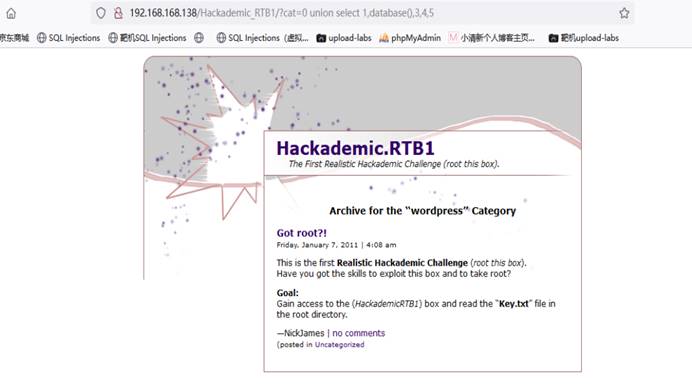 192.168.168.138/Hackademic_RTB1/?cat=0 union select 1,database(),3,4,5
京东商城 SQL Injections 靶机SQL Injections SQL Injections（虚拟... upload-labs phpMyAdmin M 小清新个人博客主页... 靶机upload-labs
Hackademic.RTB1
The First Realistic Hackademic Challenge (root this box).
Archive for the “wordpress” Category
Got root?!
Friday, January 7, 2011 | 4:08 am
This is the first Realistic Hackademic Challenge (root this box).
Have you got the skills to exploit this box and to take root?
Goal:
Gain access to the (HackademicRTB1) box and read the “Key.txt” file in
the root directory.
—NickJames | no comments
(posted in Uncategorized